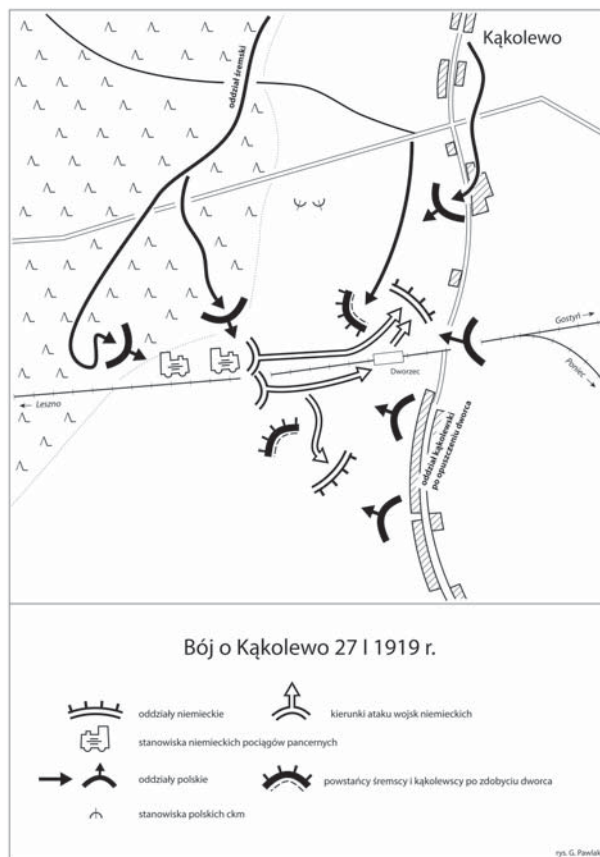 Kąkolewo
oddział śremski
Gostyń →
Poniec
Dworzec
← Leszno
oddział kąkolewski
po opuszczeniu dworca
Bój o Kąkolewo 27 I 1919 r.
oddziały niemieckie
kierunki ataku wojsk niemieckich
stanowiska niemieckich pociągów pancernych
oddziały polskie
powstańcy śremscy i kąkolewscy po zdobyciu dworca
stanowiska polskich ckm
rys. G. Pawlak